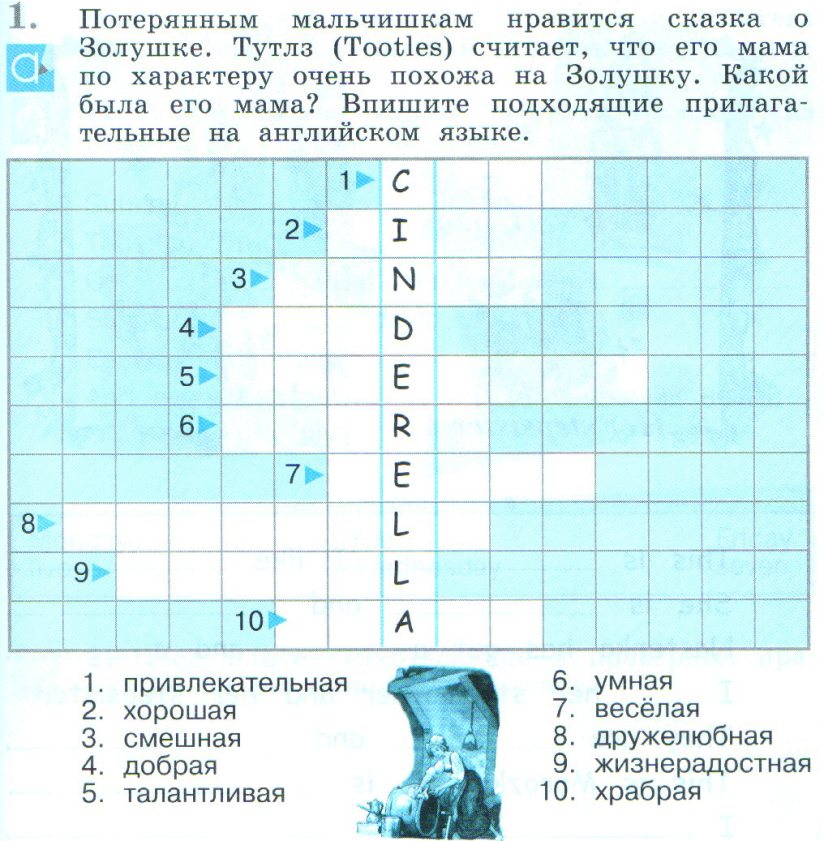 1. Потерянным мальчишкам нравится сказка о
Золушке. Тутлз (Tootles) считает, что его мама
a по характеру очень похожа на Золушку. Какой
была его мама? Впишите подходящие прилага-
тельные на английском языке.
1 C
2 I
3 N
4 D
5 E
6 R
7 E
8 L
9 L
10 A
1. привлекательная
2. хорошая
3. смешная
4. добрая
5. талантливая
6. умная
7. весёлая
8. дружелюбная
9. жизнерадостная
10. храбрая